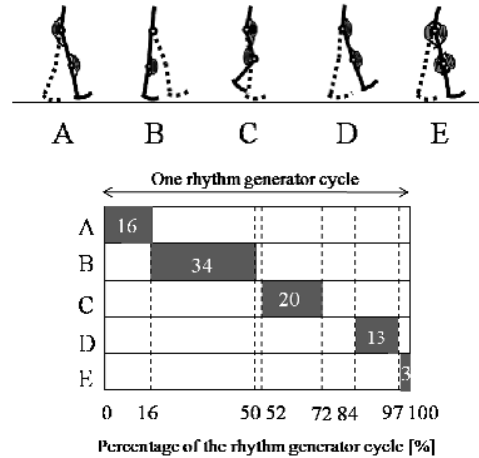 A B C D E
One rhythm generator cycle
A 16
B 34
C 20
D 13
E 3
0 16 50 52 72 84 97 100
Percentage of the rhythm generator cycle [%]